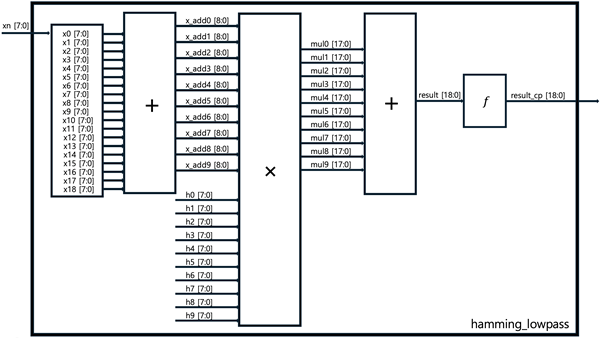 xn [7:0]
x0 [7:0]
x1 [7:0]
x2 [7:0]
x3 [7:0]
x4 [7:0]
x5 [7:0]
x6 [7:0]
x7 [7:0]
x8 [7:0]
x9 [7:0]
x10 [7:0]
x11 [7:0]
x12 [7:0]
x13 [7:0]
x14 [7:0]
x15 [7:0]
x16 [7:0]
x17 [7:0]
x18 [7:0]
+
x_add0 [8:0]
x_add1 [8:0]
x_add2 [8:0]
x_add3 [8:0]
x_add4 [8:0]
x_add5 [8:0]
x_add6 [8:0]
x_add7 [8:0]
x_add8 [8:0]
x_add9 [8:0]
h0 [7:0]
h1 [7:0]
h2 [7:0]
h3 [7:0]
h4 [7:0]
h5 [7:0]
h6 [7:0]
h7 [7:0]
h8 [7:0]
h9 [7:0]
×
mul0 [17:0]
mul1 [17:0]
mul2 [17:0]
mul3 [17:0]
mul4 [17:0]
mul5 [17:0]
mul6 [17:0]
mul7 [17:0]
mul8 [17:0]
mul9 [17:0]
+
result [18:0]
f
result_cp [18:0]
hamming_lowpass